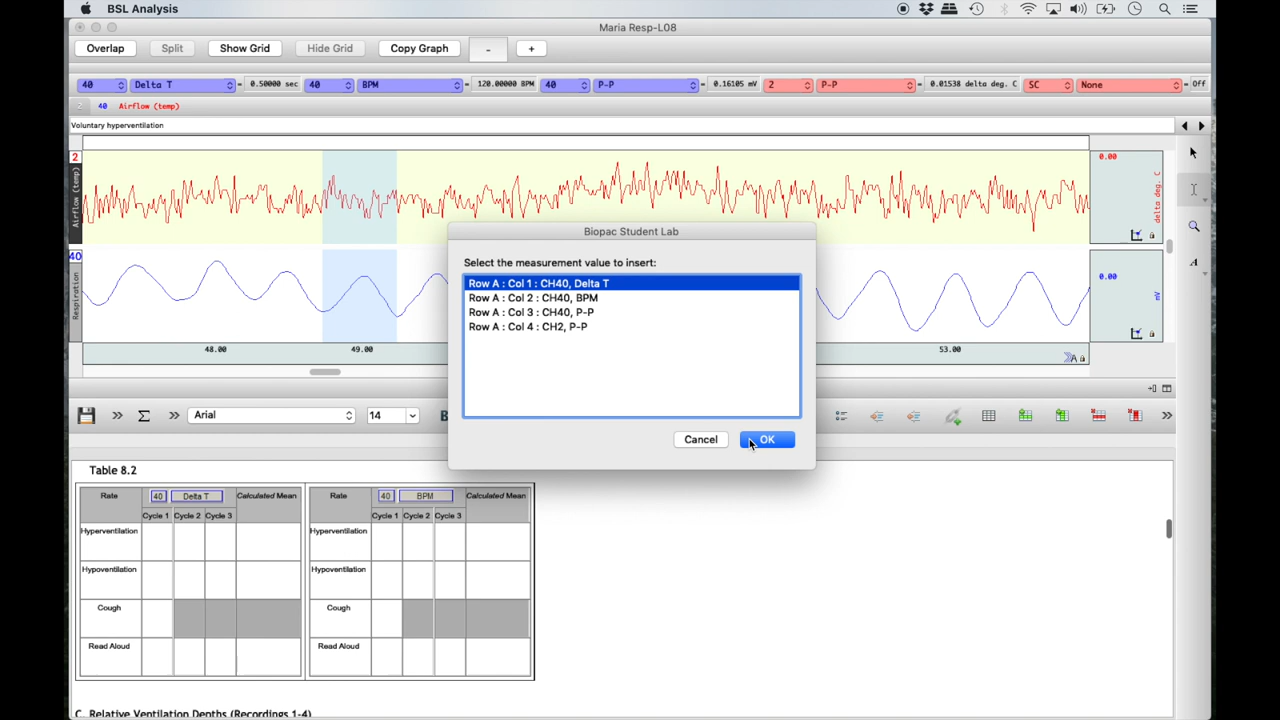 BSL Analysis
Maria Resp-L08
Overlap Split Show Grid Hide Grid Copy Graph - +
40 Delta T = 0.50000 sec 40 BPM = 120.00000 BPM 40 P-P = 0.16105 mV 2 P-P = 0.01538 delta deg. C SC None = Off
2 40 Airflow (temp)
Voluntary hyperventilation
2 Airflow (temp) 0.00 delta deg. C
40 Respiration 0.00 mV
48.00 49.00 53.00
Biopac Student Lab
Select the measurement value to insert:
Row A : Col 1 : CH40, Delta T
Row A : Col 2 : CH40, BPM
Row A : Col 3 : CH40, P-P
Row A : Col 4 : CH2, P-P
Cancel OK
Arial 14 B
Table 8.2
Rate 40 Delta T Calculated Mean Rate 40 BPM Calculated Mean
Cycle 1 Cycle 2 Cycle 3 Cycle 1 Cycle 2 Cycle 3
Hyperventilation Hyperventilation
Hypoventilation Hypoventilation
Cough Cough
Read Aloud Read Aloud
C. Relative Ventilation Depths (Recordings 1-4)